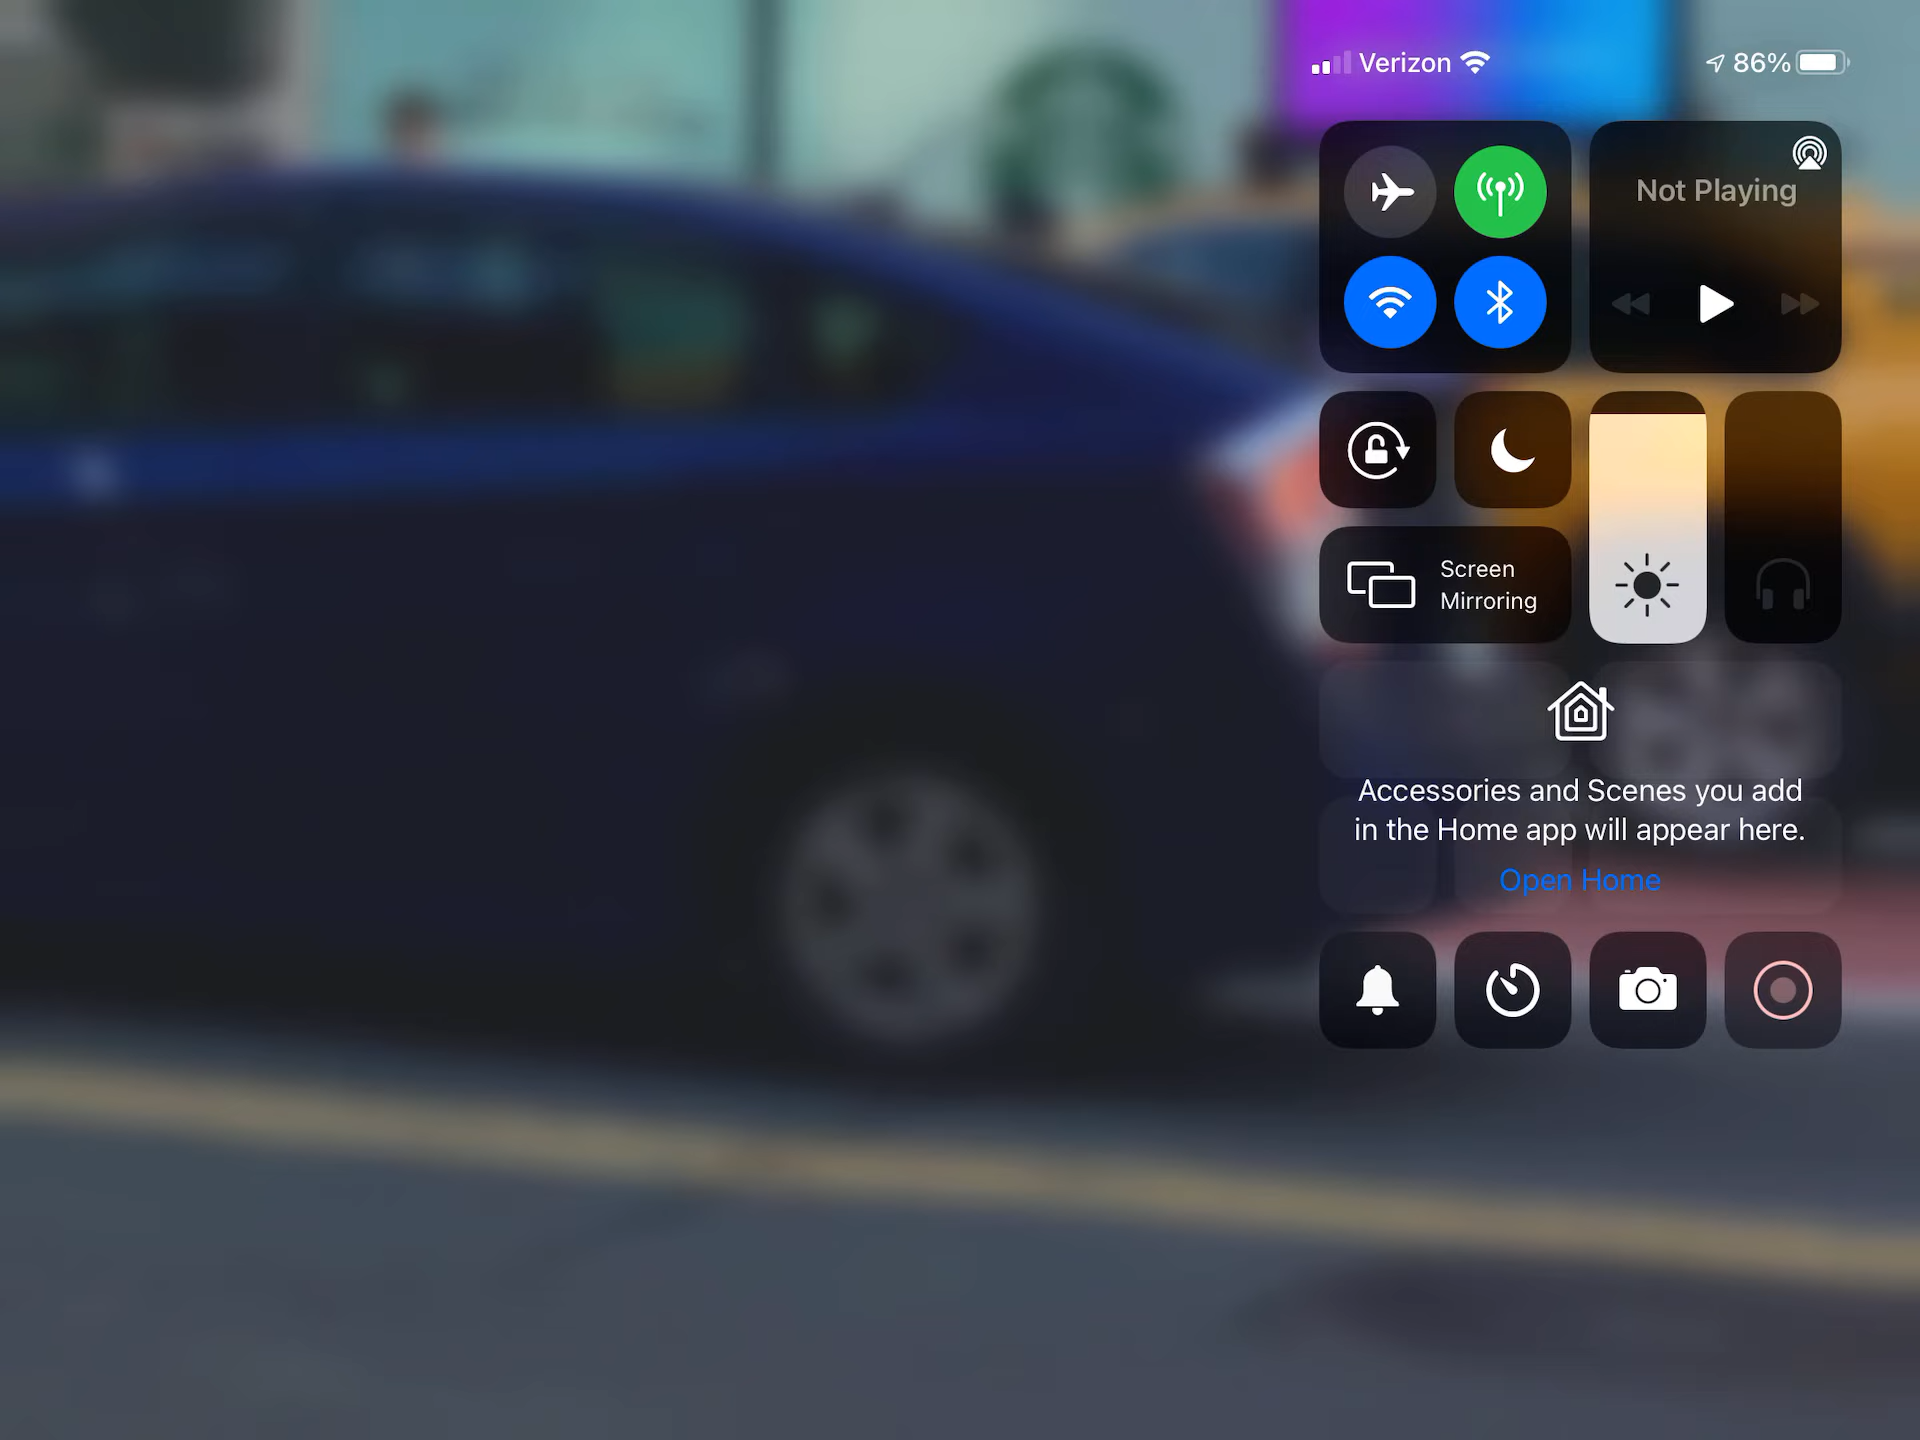 Verizon 86%
Not Playing
Screen
Mirroring
Accessories and Scenes you add
in the Home app will appear here.
Open Home